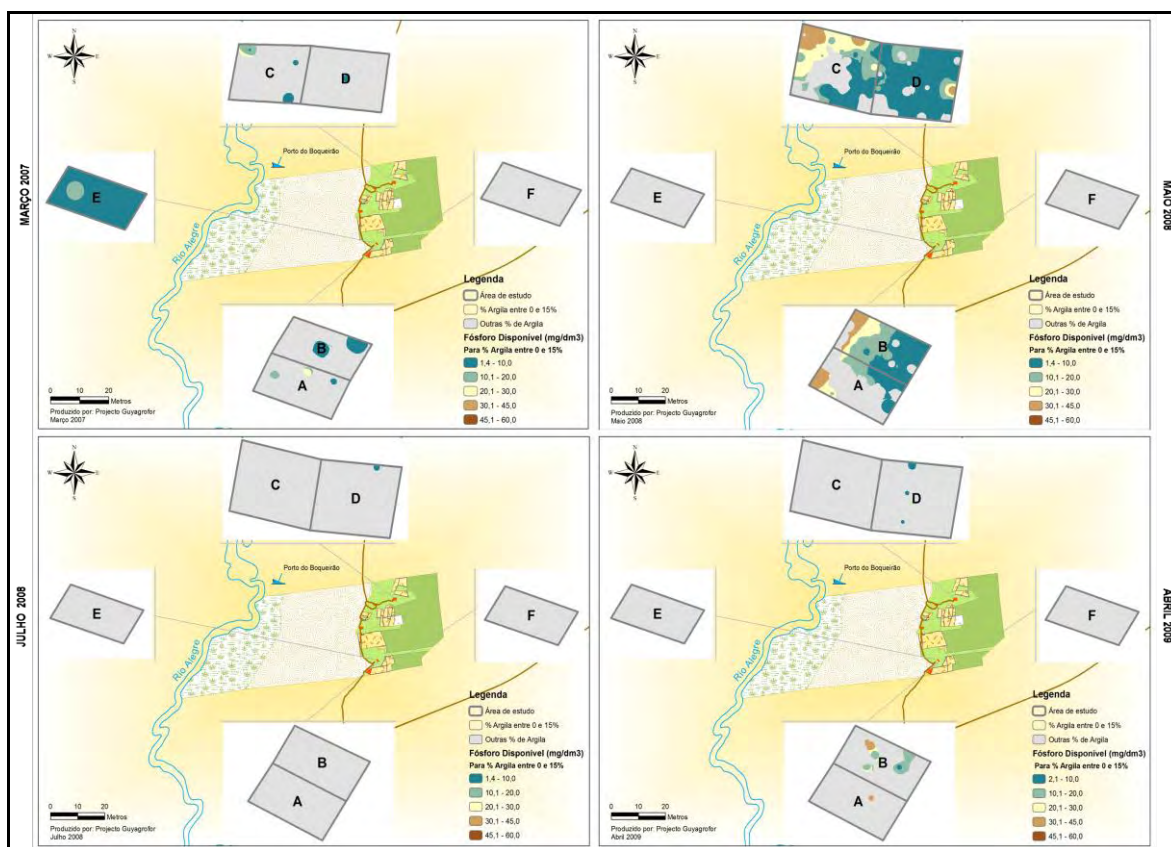 MARÇO 2007
N
W E
S
C
D
Porto do Boqueirão
E
F
Rio Alegre
B
A
Legenda
Área de estudo
% Argila entre 0 e 15%
Outras % de Argila
Fósforo Disponível (mg/dm3)
Para % Argila entre 0 e 15%
1,4 - 10,0
10,1 - 20,0
20,1 - 30,0
30,1 - 45,0
45,1 - 60,0
0 10 20
Metros
Produzido por: Projecto Guyagrofor
Março 2007
MAIO 2008
N
W E
S
C
D
Porto do Boqueirão
E
F
Rio Alegre
B
A
Legenda
Área de estudo
% Argila entre 0 e 15%
Outras % de Argila
Fósforo Disponível (mg/dm3)
Para % Argila entre 0 e 15%
1,4 - 10,0
10,1 - 20,0
20,1 - 30,0
30,1 - 45,0
45,1 - 60,0
0 10 20
Metros
Produzido por: Projecto Guyagrofor
Maio 2008
JULHO 2008
N
W E
S
C
D
Porto do Boqueirão
E
F
Rio Alegre
B
A
Legenda
Área de estudo
% Argila entre 0 e 15%
Outras % de Argila
Fósforo Disponível (mg/dm3)
Para % Argila entre 0 e 15%
1,4 - 10,0
10,1 - 20,0
20,1 - 30,0
30,1 - 45,0
45,1 - 60,0
0 10 20
Metros
Produzido por: Projecto Guyagrofor
Julho 2008
ABRIL 2009
N
W E
S
C
D
Porto do Boqueirão
E
F
Rio Alegre
B
A
Legenda
Área de estudo
% Argila entre 0 e 15%
Outras % de Argila
Fósforo Disponível (mg/dm3)
Para % Argila entre 0 e 15%
2,1 - 10,0
10,1 - 20,0
20,1 - 30,0
30,1 - 45,0
45,1 - 60,0
0 10 20
Metros
Produzido por: Projecto Guyagrofor
Abril 2009